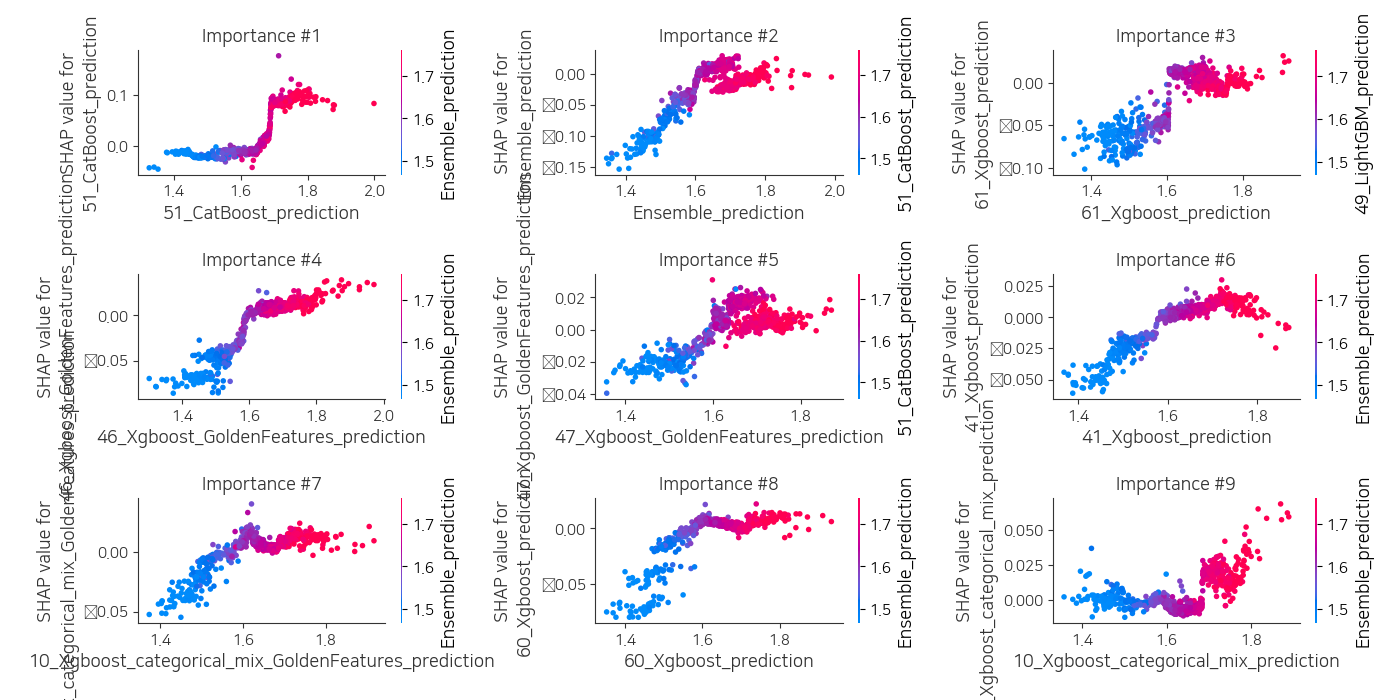 Importance #1
SHAP value for
51_CatBoost_prediction
0.1
0.0
1.4
1.6
1.8
2.0
51_CatBoost_prediction
1.7
1.6
1.5
Ensemble_prediction
Importance #2
SHAP value for
Ensemble_prediction
0.00
0.05
0.10
0.15
1.4
1.6
1.8
2.0
Ensemble_prediction
1.7
1.6
1.5
51_CatBoost_prediction
Importance #3
SHAP value for
61_Xgboost_prediction
0.00
0.05
0.10
1.4
1.6
1.8
61_Xgboost_prediction
1.7
1.6
1.5
49_LightGBM_prediction
Importance #4
SHAP value for
46_Xgboost_GoldenFeatures_prediction
0.00
0.05
1.4
1.6
1.8
2.0
46_Xgboost_GoldenFeatures_prediction
1.7
1.6
1.5
Ensemble_prediction
Importance #5
SHAP value for
47_Xgboost_GoldenFeatures_prediction
0.02
0.00
0.02
0.04
1.4
1.6
1.8
47_Xgboost_GoldenFeatures_prediction
1.7
1.6
1.5
51_CatBoost_prediction
Importance #6
SHAP value for
41_Xgboost_prediction
0.025
0.000
0.025
0.050
1.4
1.6
1.8
41_Xgboost_prediction
1.7
1.6
1.5
Ensemble_prediction
Importance #7
SHAP value for
_categorical_mix_GoldenFeatures_prediction
0.00
0.05
1.4
1.6
1.8
10_Xgboost_categorical_mix_GoldenFeatures_prediction
1.7
1.6
1.5
Ensemble_prediction
Importance #8
SHAP value for
60_Xgboost_prediction
0.00
0.05
1.4
1.6
1.8
60_Xgboost_prediction
1.7
1.6
1.5
Ensemble_prediction
Importance #9
SHAP value for
_Xgboost_categorical_mix_prediction
0.050
0.025
0.000
1.4
1.6
1.8
10_Xgboost_categorical_mix_prediction
1.7
1.6
1.5
Ensemble_prediction